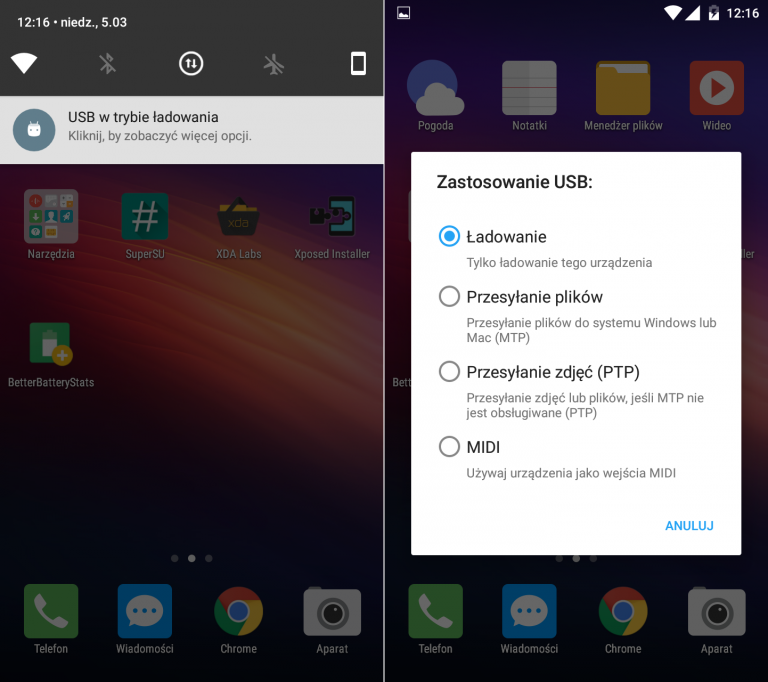 12:16 • niedz., 5.03
USB w trybie ładowania
Kliknij, by zobaczyć więcej opcji.
xda
Narzędzia SuperSU XDA Labs Xposed Installer
BetterBatteryStats
Telefon Wiadomości Chrome Aparat
12:16
Pogoda Notatki Menedżer plików Wideo
ller
Bett
Zastosowanie USB:
Ładowanie
Tylko ładowanie tego urządzenia
Przesyłanie plików
Przesyłanie plików do systemu Windows lub
Mac (MTP)
Przesyłanie zdjęć (PTP)
Przesyłanie zdjęć lub plików, jeśli MTP nie
jest obsługiwane (PTP)
MIDI
Używaj urządzenia jako wejścia MIDI
ANULUJ
Telefon Wiadomości Chrome Aparat